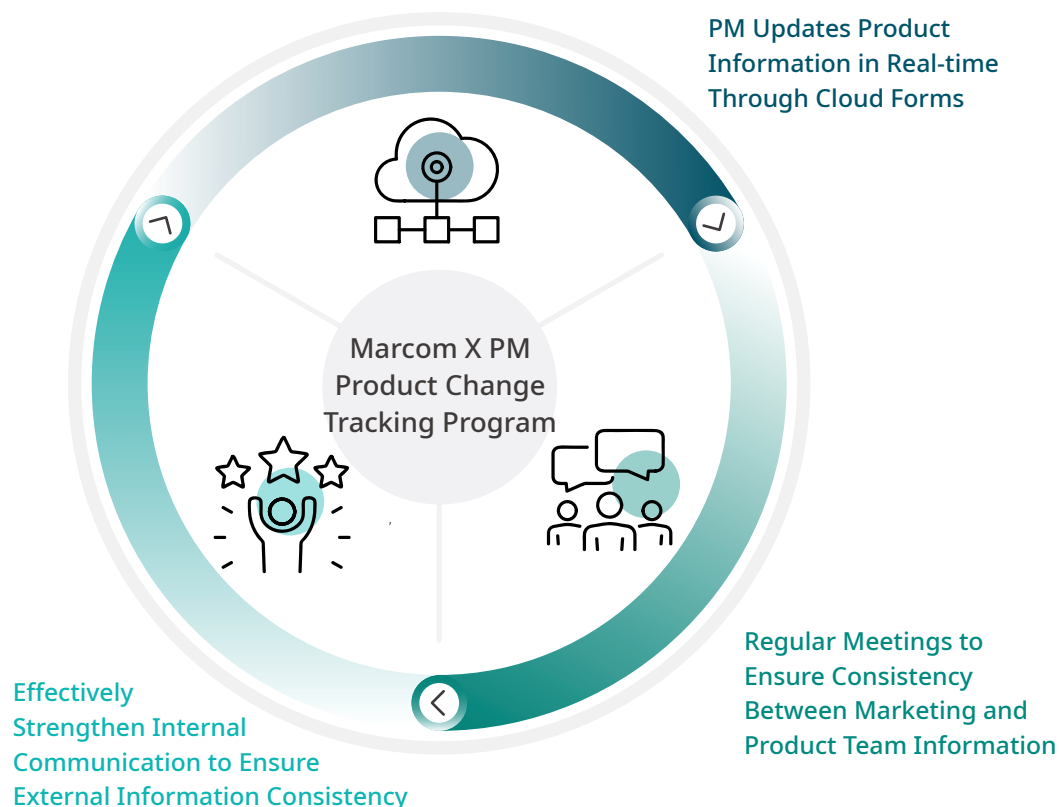 PM Updates Product
Information in Real-time
Through Cloud Forms
Marcom X PM
Product Change
Tracking Program
Regular Meetings to
Ensure Consistency
Between Marketing and
Product Team Information
Effectively
Strengthen Internal
Communication to Ensure
External Information Consistency